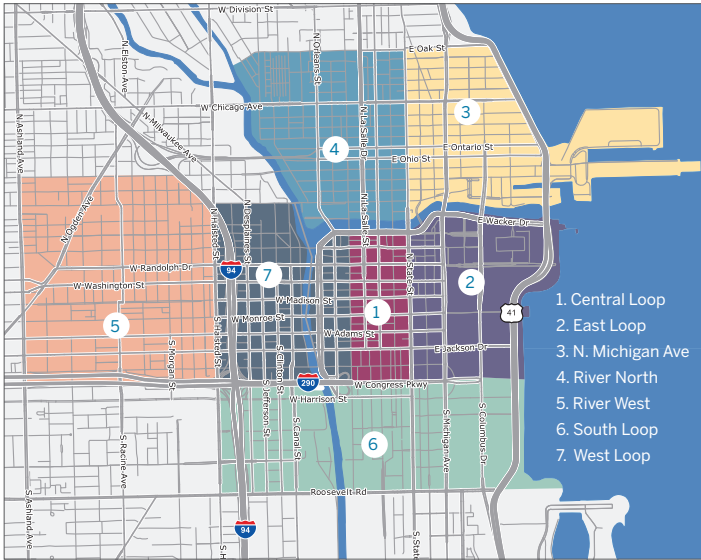 W Division St
E Oak St
N Orleans St
N Elston Ave
W Chicago Ave
N Ashland Ave
N Milwaukee Ave
N La Salle Dr
3
4
E Ontario St
E Ohio St
N Ogden Ave
N Halsted St
N Desplaines St
N La Salle St
E Wacker Dr
N State St
W Randolph Dr
94
7
2
W Washington St
W Madison St
1
41
5
W Monroe St
W Adams St
S Halsted St
S Morgan St
S Clinton St
E Jackson Dr
290
W Congress Pkwy
W Harrison St
S Jefferson St
S Canal St
S Michigan Ave
S Columbus Dr
6
S Racine Ave
S Ashland Ave
Roosevelt Rd
94
S H
S Stat
1. Central Loop
2. East Loop
3. N. Michigan Ave
4. River North
5. River West
6. South Loop
7. West Loop